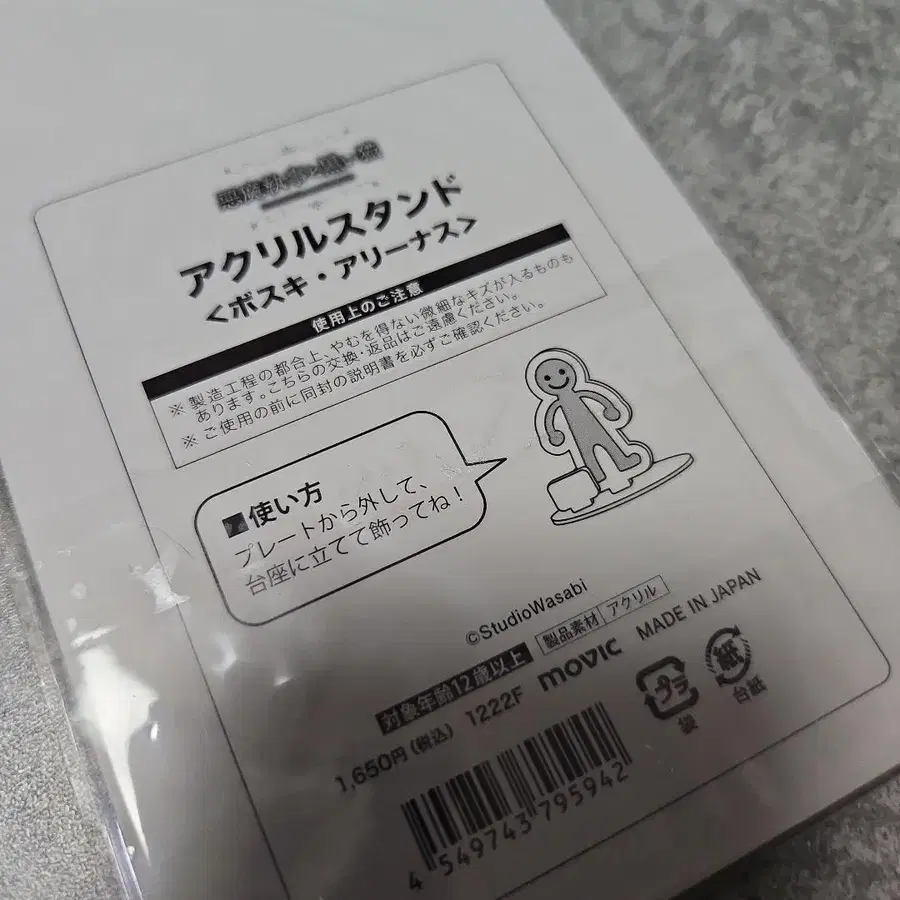 アクリルスタンド
<ボスキ・アリーナス>
使用上のご注意
※製造工程の都合上、やむを得ない微細なキズが入るものも
あります。こちらの交換・返品はご遠慮ください。
※ご使用の前に同封の説明書を必ずご確認ください。
■使い方
プレートから外して、
台座に立てて飾ってね!
©StudioWasabi
製品素材 アクリル
対象年齢12歳以上 movic MADE IN JAPAN
1,650円(税込) 1222F
プラ
袋
紙
台紙
4 549743 795942